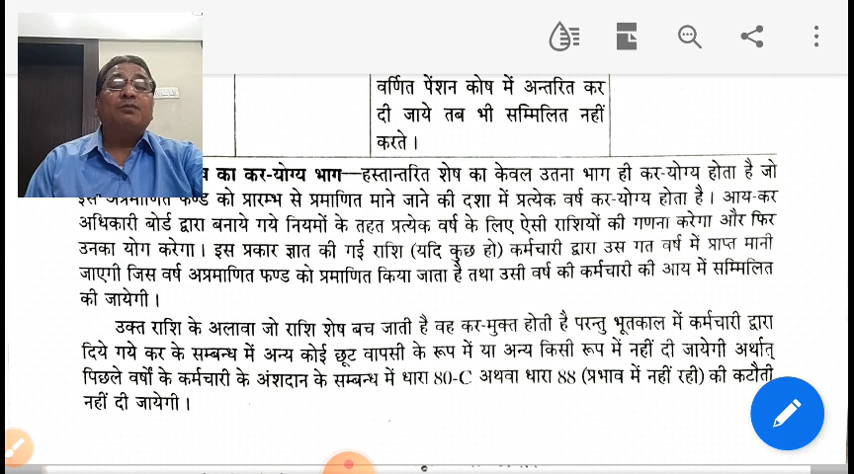 वर्णित पेंशन कोष में अन्तरित कर
दी जाये तब भी सम्मिलित नहीं
करते ।
का कर-योग्य भाग—हस्तान्तरित शेष का केवल उतना भाग ही कर-योग्य होता है जो
इस अप्रमाणित फण्ड को प्रारम्भ से प्रमाणित माने जाने की दशा में प्रत्येक वर्ष कर-योग्य होता है । आय-कर
अधिकारी बोर्ड द्वारा बनाये गये नियमों के तहत प्रत्येक वर्ष के लिए ऐसी राशियों की गणना करेगा और फिर
उनका योग करेगा । इस प्रकार ज्ञात की गई राशि (यदि कुछ हो) कर्मचारी द्वारा उस गत वर्ष में प्राप्त मानी
जाएगी जिस वर्ष अप्रमाणित फण्ड को प्रमाणित किया जाता है तथा उसी वर्ष की कर्मचारी की आय में सम्मिलित
की जायेगी ।
उक्त राशि के अलावा जो राशि शेष बच जाती है वह कर-मुक्त होती है परन्तु भूतकाल में कर्मचारी द्वारा
दिये गये कर के सम्बन्ध में अन्य कोई छूट वापसी के रूप में या अन्य किसी रूप में नहीं दी जायेगी अर्थात्
पिछले वर्षों के कर्मचारी के अंशदान के सम्बन्ध में धारा 80-C अथवा धारा 88 (प्रभाव में नहीं रही) की कटौती
नहीं दी जायेगी ।